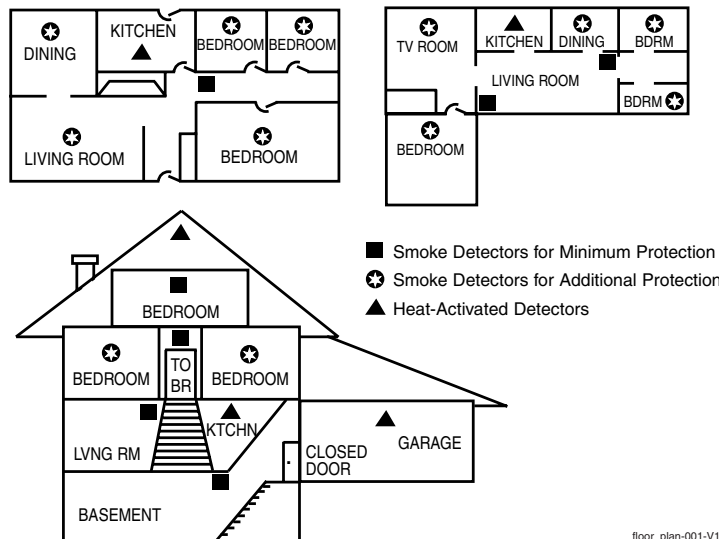 DINING
KITCHEN
BEDROOM
BEDROOM
LIVING ROOM
BEDROOM
TV ROOM
KITCHEN
DINING
BDRM
LIVING ROOM
BDRM
BEDROOM
Smoke Detectors for Minimum Protection
Smoke Detectors for Additional Protection
Heat-Activated Detectors
BEDROOM
BEDROOM
TO
BR
BEDROOM
LVNG RM
KTCHN
CLOSED
DOOR
GARAGE
BASEMENT
floor_plan-001-V1